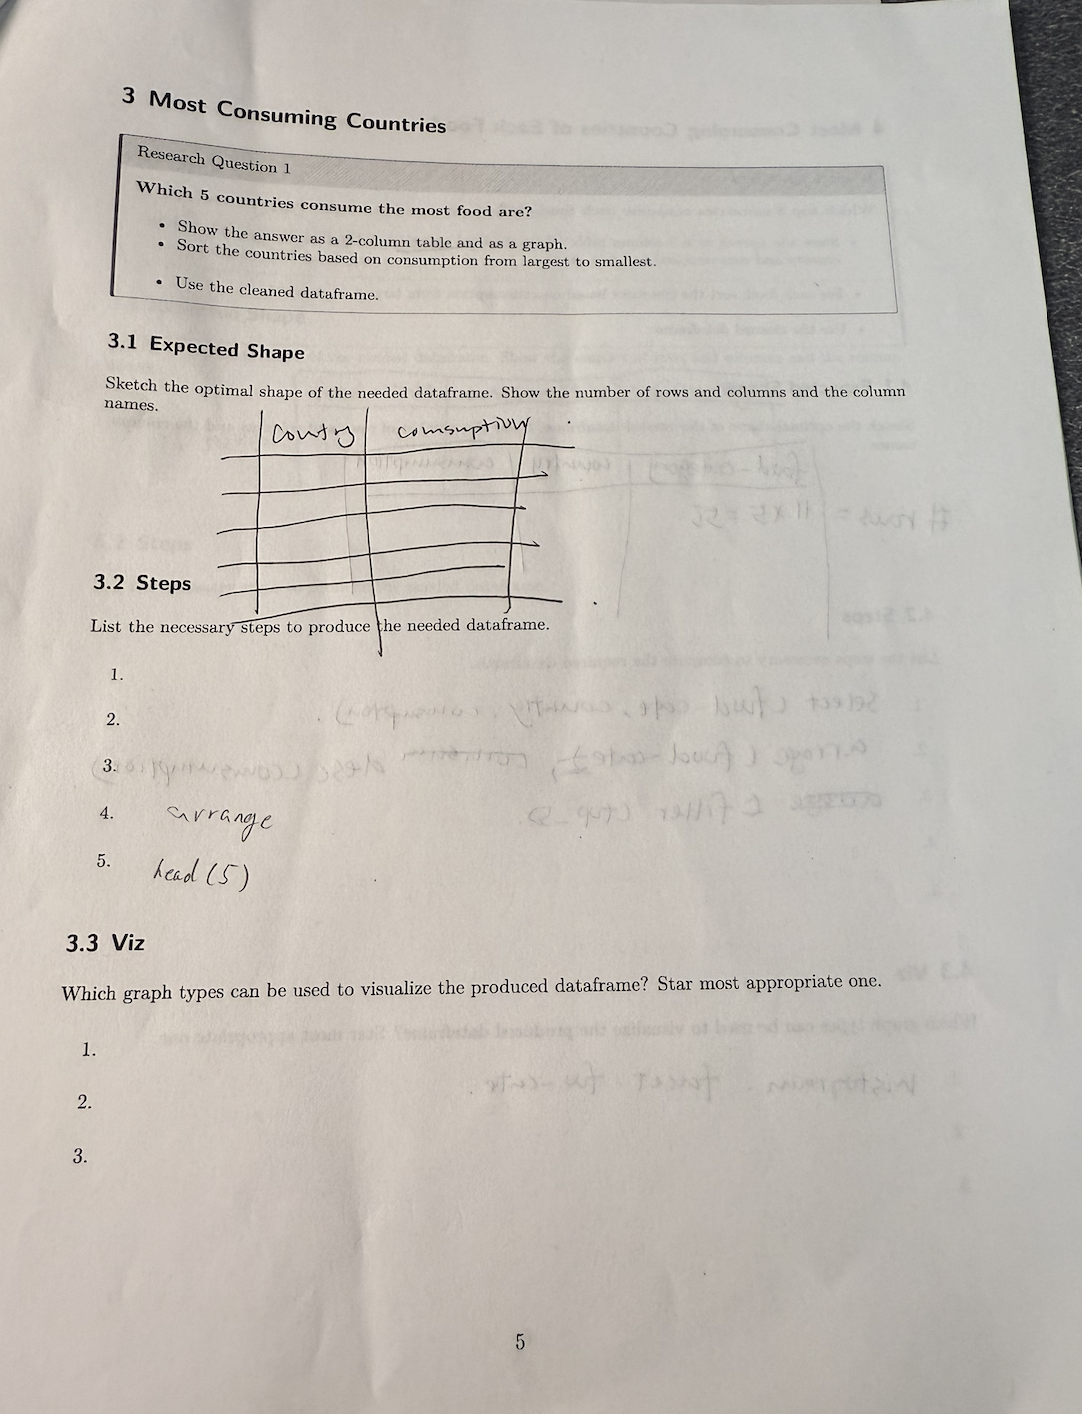 3 Most Consuming Countries
Research Question 1
Which 5 countries consume the most food are?
• Show the answer as a 2-column table and as a graph.
• Sort the countries based on consumption from largest to smallest.
• Use the cleaned dataframe.
3.1 Expected Shape
Sketch the optimal shape of the needed dataframe. Show the number of rows and columns and the column
names.
County comsuption
3.2 Steps
List the necessary steps to produce the needed dataframe.
1.
2.
3.
4. arrange
5. head (5)
3.3 Viz
Which graph types can be used to visualize the produced dataframe? Star most appropriate one.
1.
2.
3.
5